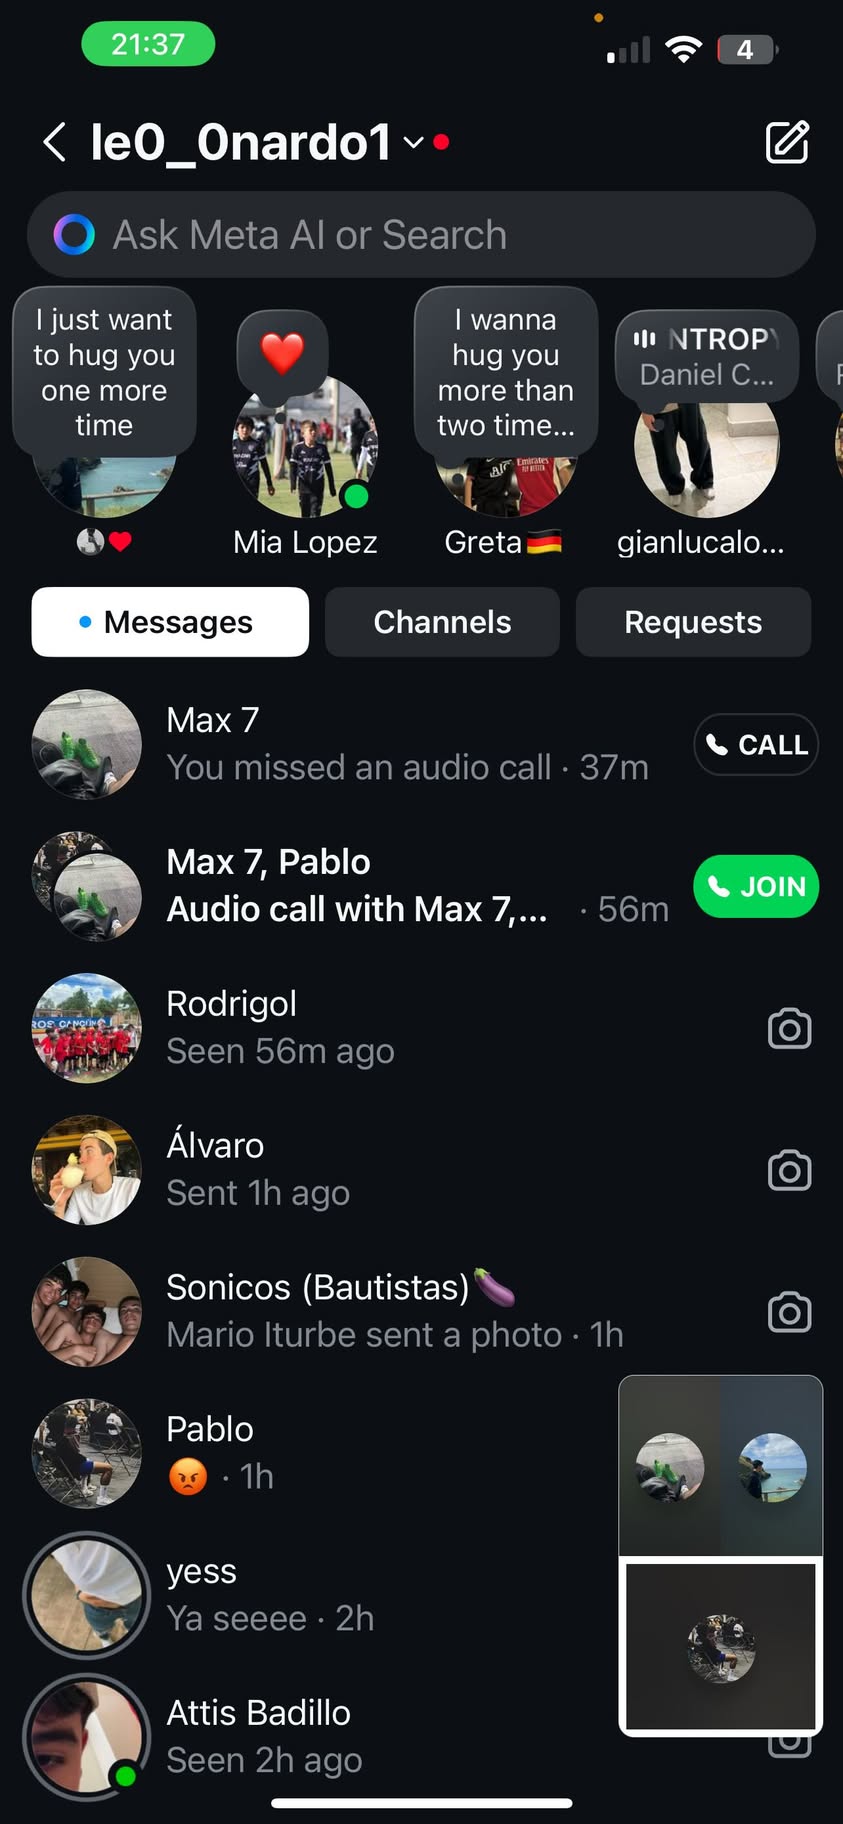 21:37
4
le0_0nardo1
Ask Meta AI or Search
I just want
to hug you
one more
time
I wanna
hug you
more than
two time...
NTROPY
Daniel C...
Mia Lopez
Greta🇩🇪
gianlucalo...
Messages
Channels
Requests
Max 7
You missed an audio call · 37m
CALL
Max 7, Pablo
Audio call with Max 7,... · 56m
JOIN
Rodrigol
Seen 56m ago
Álvaro
Sent 1h ago
Sonicos (Bautistas)🍆
Mario Iturbe sent a photo · 1h
Pablo
😡 · 1h
yess
Ya seeee · 2h
Attis Badillo
Seen 2h ago